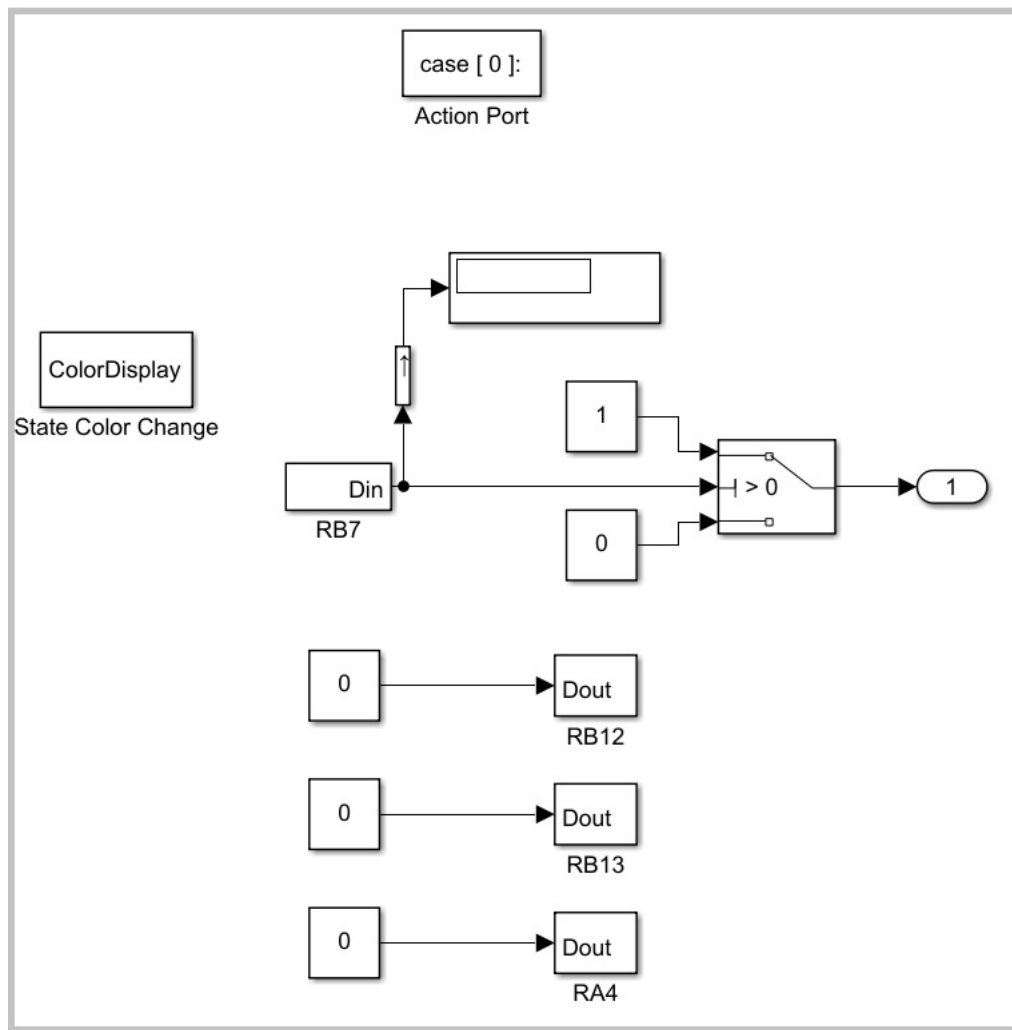 case [ 0 ]:
Action Port
ColorDisplay
State Color Change
↑
1
Din
RB7
> 0
1
0
0
Dout
RB12
0
Dout
RB13
0
Dout
RA4